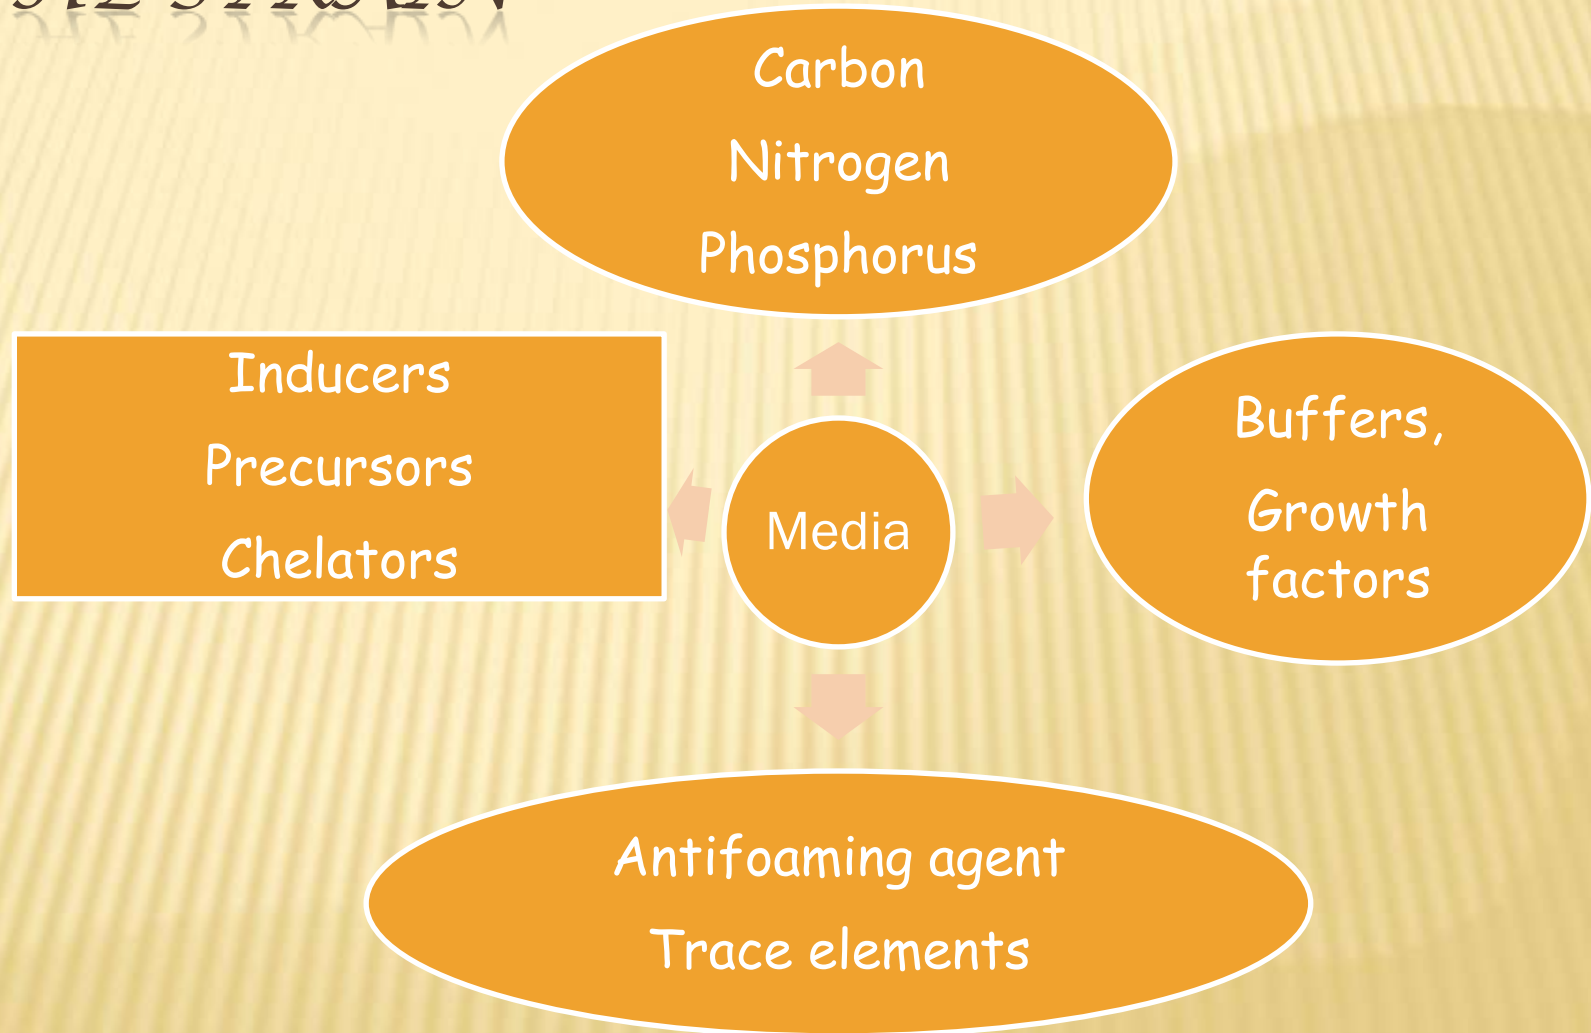 Carbon
Nitrogen
Phosphorus
Inducers
Precursors
Chelators
Buffers,
Growth
factors
Media
Antifoaming agent
Trace elements